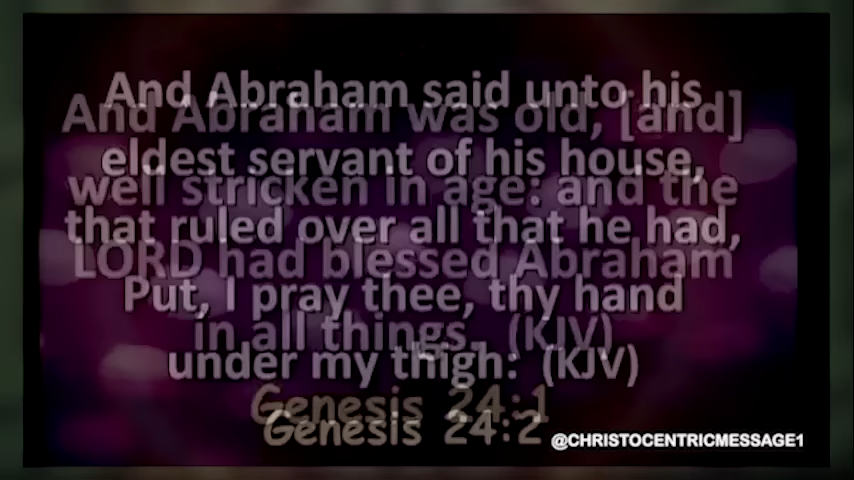 And Abraham said unto his
And Abraham was old, [and]
eldest servant of his house,
well stricken in age: and the
that ruled over all that he had,
LORD had blessed Abraham
Put, I pray thee, thy hand
in all things. (KJV)
under my thigh: (KJV)
Genesis 24:1
Genesis 24:2
@CHRISTOCENTRICMESSAGE1